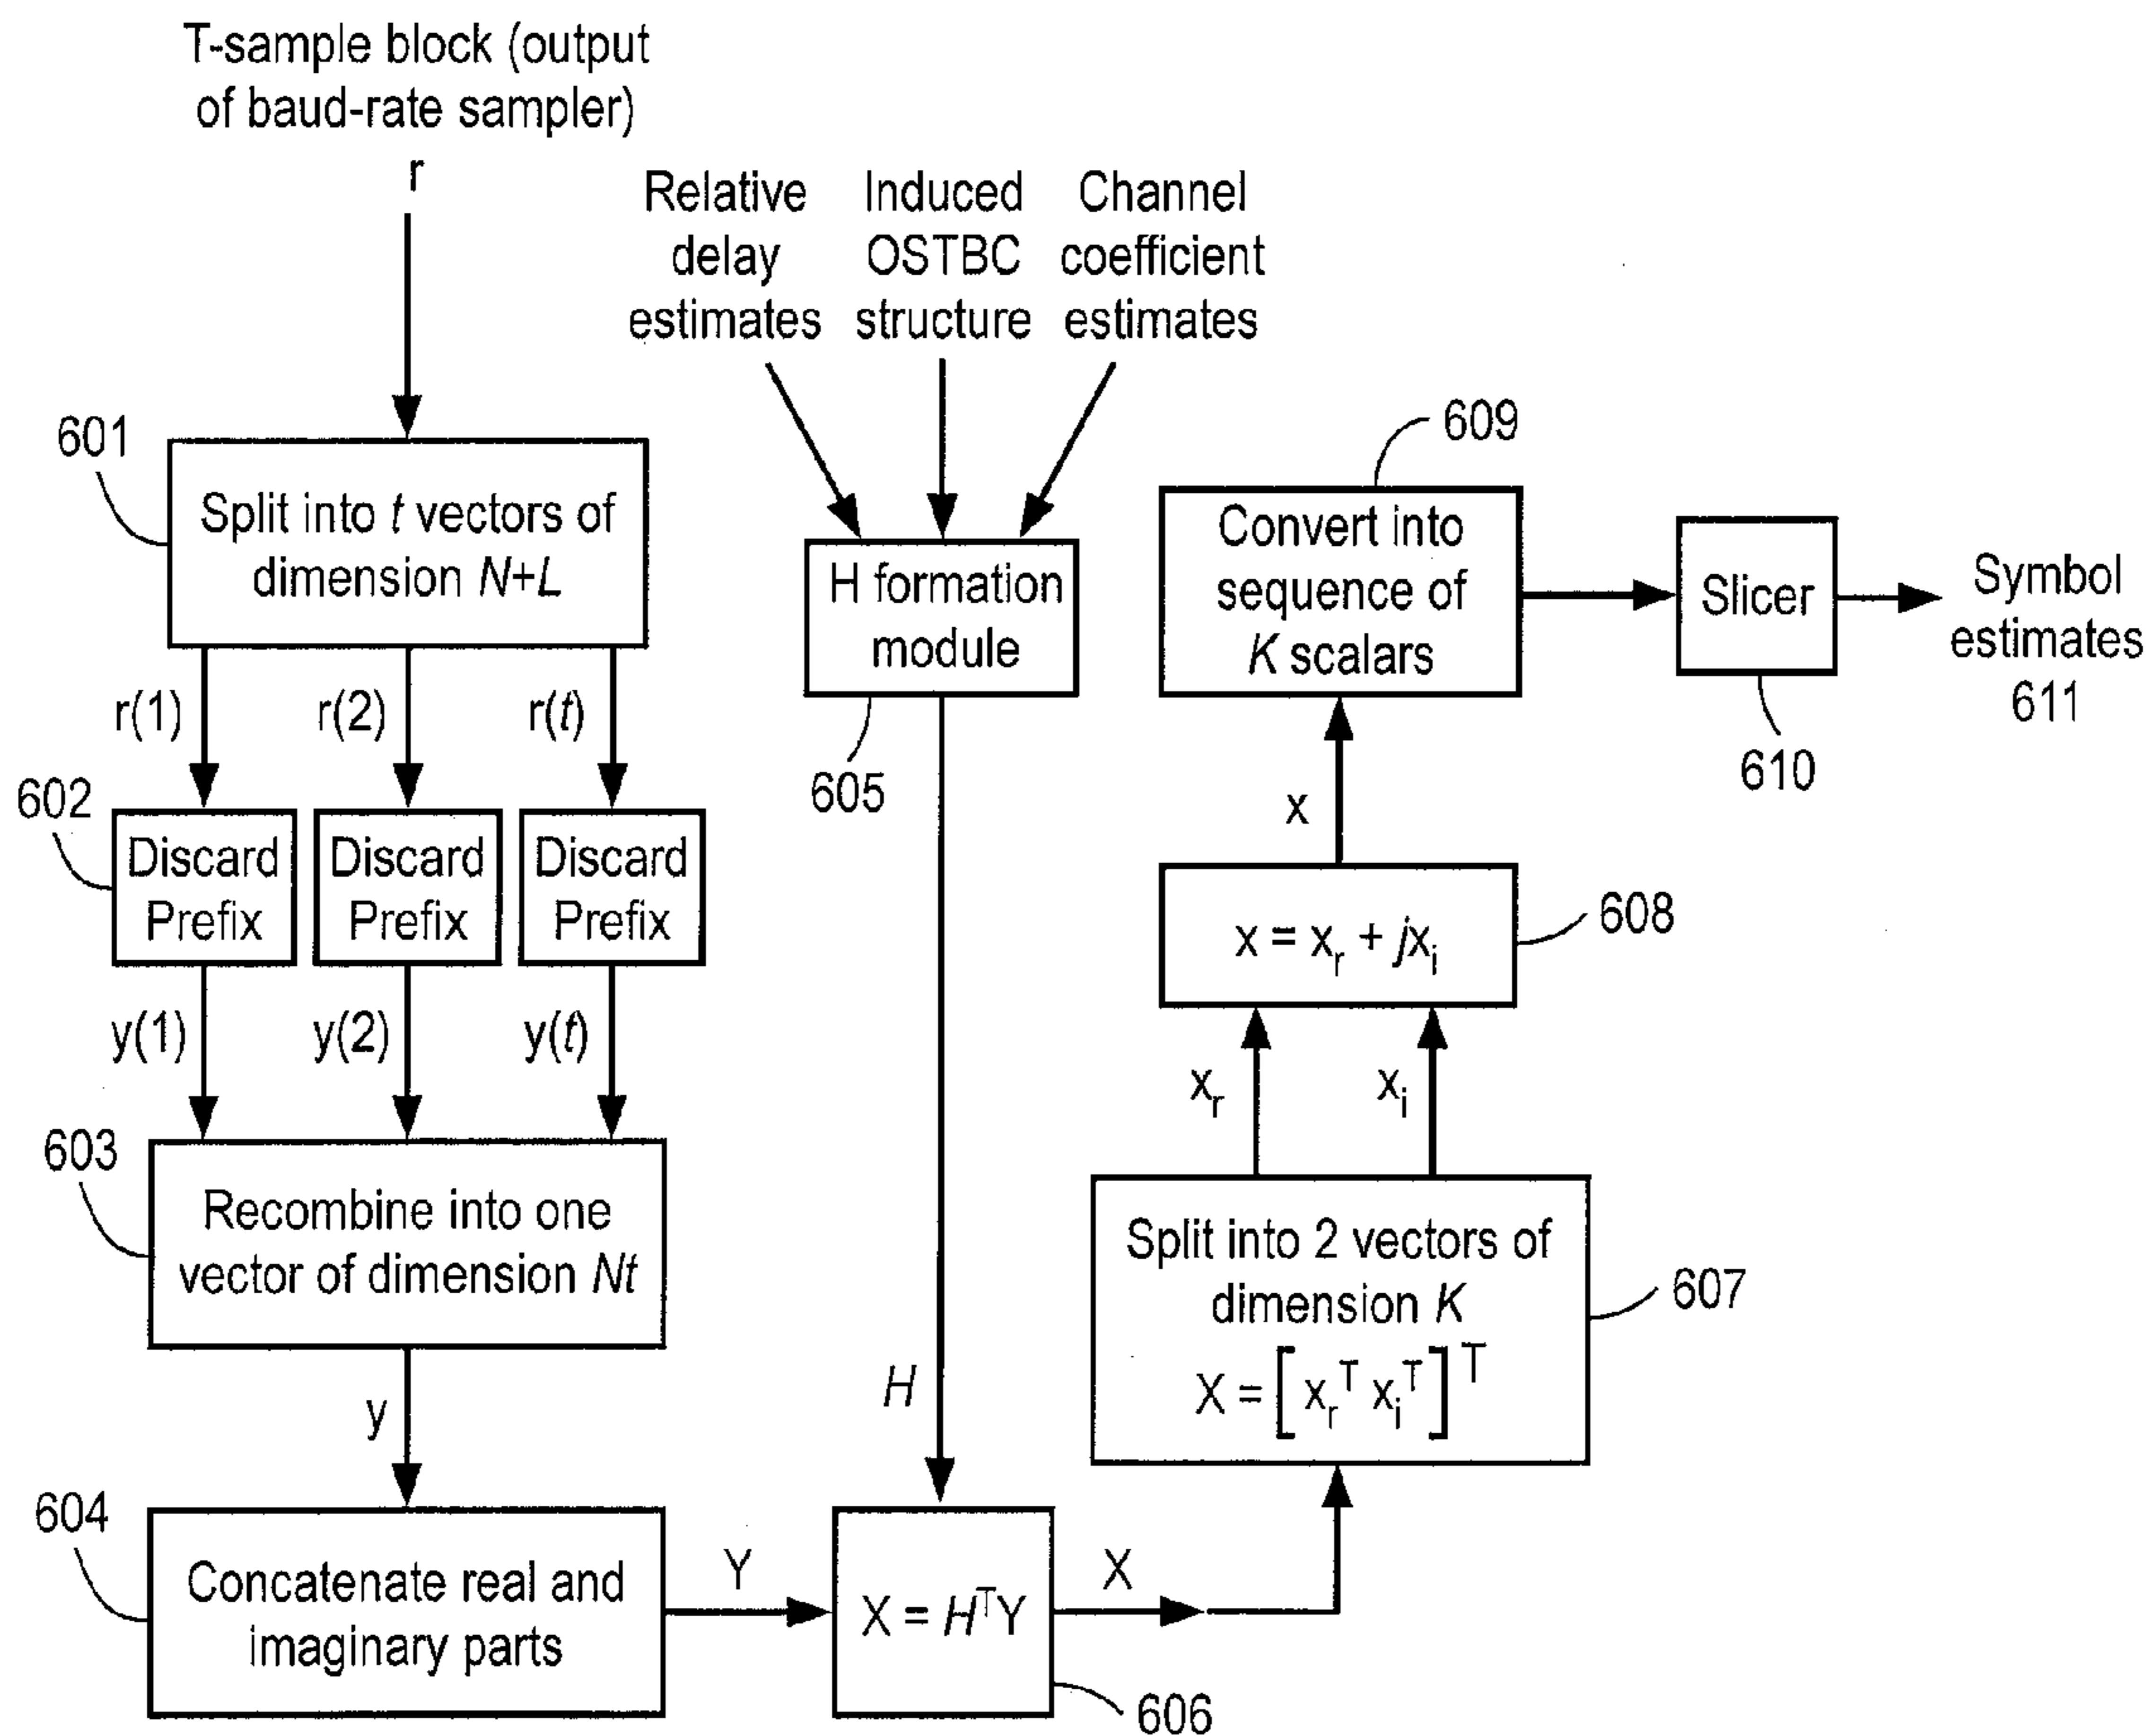 T-sample block (output
of baud-rate sampler)
r
Relative
delay
estimates
Induced
OSTBC
structure
Channel
coefficient
estimates
601
Split into t vectors of
dimension N+L
r(1)
r(2)
r(t)
602
Discard
Prefix
Discard
Prefix
Discard
Prefix
y(1)
y(2)
y(t)
603
Recombine into one
vector of dimension Nt
y
604
Concatenate real and
imaginary parts
Y
H formation
module
605
H
X = HᵀY
606
X
Split into 2 vectors of
dimension K
X = [xᵣᵀ xᵢᵀ]ᵀ
607
xᵣ
xᵢ
x = xᵣ + jxᵢ
608
x
609
Convert into
sequence of
K scalars
Slicer
610
Symbol
estimates
611